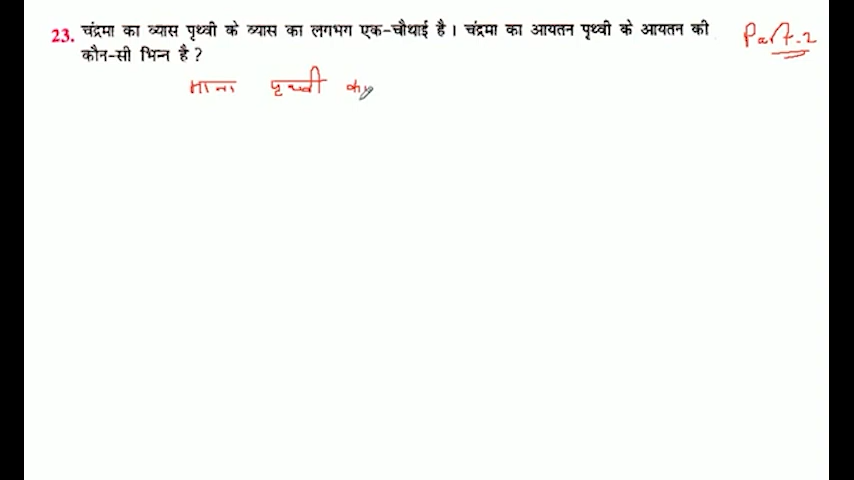 23. चंद्रमा का व्यास पृथ्वी के व्यास का लगभग एक-चौथाई है। चंद्रमा का आयतन पृथ्वी के आयतन की
कौन-सी भिन्न है?
Part-2
माना पृथ्वी का